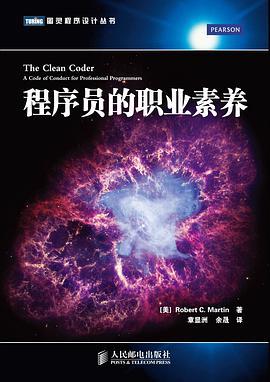 TURING 图灵程序设计丛书
PEARSON
The Clean Coder
A Code of Conduct for Professional Programmers
程序员的职业素养
[美] Robert C. Martin 著
章显洲 余晟 译
人民邮电出版社
POSTS & TELECOM PRESS